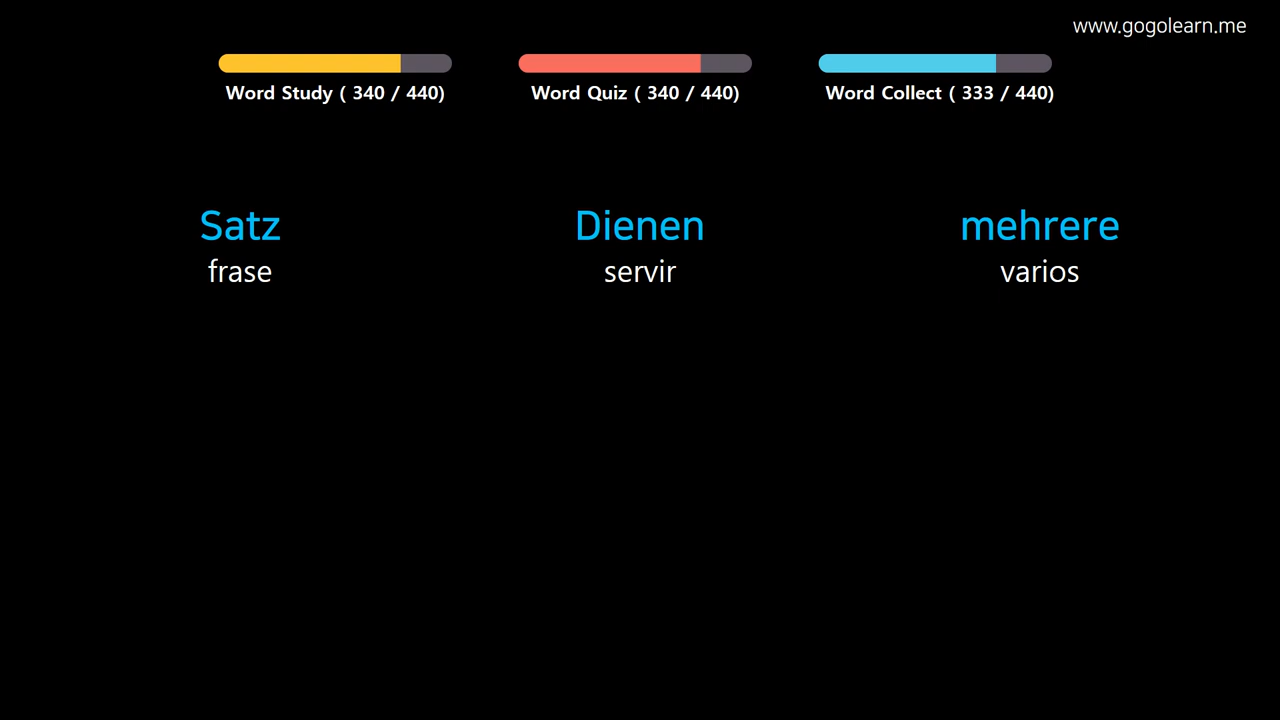 www.gogolearn.me
Word Study ( 340 / 440)
Word Quiz ( 340 / 440)
Word Collect ( 333 / 440)
Satz
frase
Dienen
servir
mehrere
varios